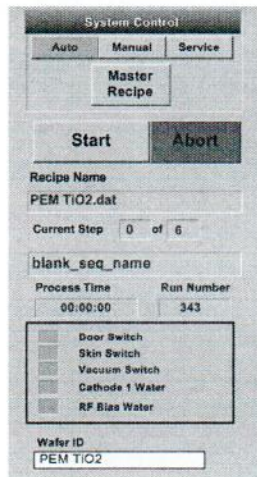 System Control
Auto Manual Service
Master
Recipe
Start Abort
Recipe Name
PEM TiO2.dat
Current Step 0 of 6
blank_seq_name
Process Time Run Number
00:00:00 343
Door Switch
Skin Switch
Vacuum Switch
Cathode 1 Water
RF Bias Water
Wafer ID
PEM TiO2